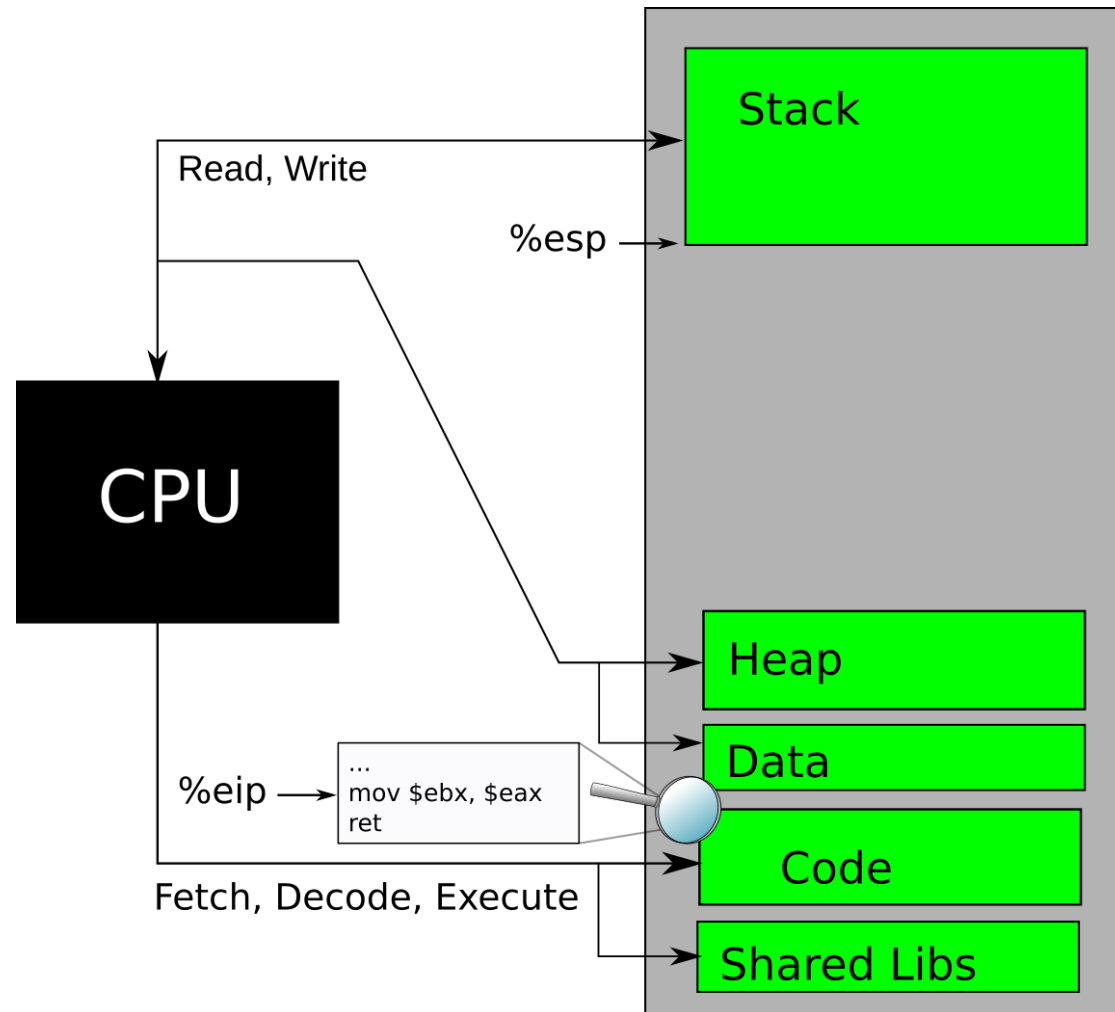 Stack
Read, Write
%esp
CPU
Heap
Data
%eip
...
mov $ebx, $eax
ret
Code
Fetch, Decode, Execute
Shared Libs